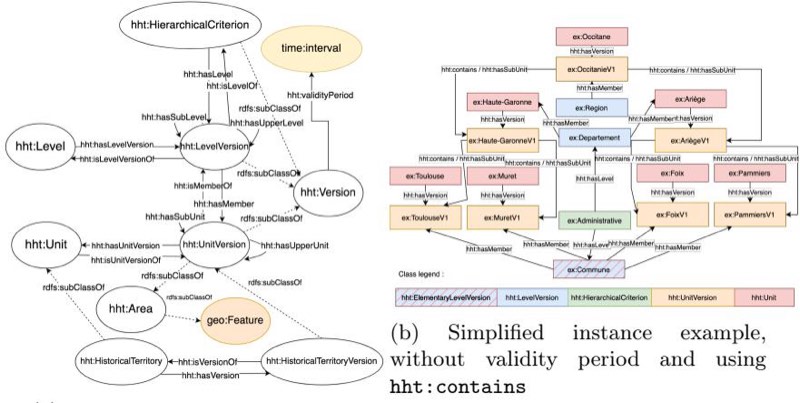 hht:HierarchicalCriterion
time:interval
hht:hasLevel
hht:isLevelOf
hht:validityPeriod
rdfs:subClassOf
hht:hasSubLevel
hht:hasUpperLevel
hht:Level
hht:hasLevelVersion
hht:LevelVersion
hht:isLevelVersionOf
rdfs:subClassOf
hht:isMemberOf
hht:Version
hht:hasMember
hht:hasSubUnit
rdfs:subClassOf
hht:Unit
hht:hasUnitVersion
hht:UnitVersion
hht:hasUpperUnit
hht:isUnitVersionOf
rdfs:subClassOf
rdfs:subClassOf
rdfs:subClassOf
rdfs:subClassOf
hht:Area
geo:Feature
hht:HistoricalTerritory
hht:isVersionOf
hht:hasVersion
hht:HistoricalTerritoryVersion
ex:Occitane
hht:hasVersion
ex:OccitanieV1
hht:contains / hht:hasSubUnit
hht:contains / hht:hasSubUnit
hht:hasMember
ex:Haute-Garonne
ex:Region
ex:Ariège
hht:hasVersion
hht:hasMember
hht:hasMember
hht:hasVersion
ex:Haute-GaronneV1
ex:Departement
ex:AriègeV1
hht:contains / hht:hasSubUnit
hht:contains / hht:hasSubUnit
hht:contains / hht:hasSubUnit
hht:contains / hht:hasSubUnit
ex:Toulouse
ex:Muret
hht:hasLevel
ex:Foix
ex:Pammiers
hht:hasVersion
hht:hasVersion
hht:hasVersion
hht:hasVersion
ex:ToulouseV1
ex:MuretV1
ex:Administrative
ex:FoixV1
ex:PammiersV1
hht:hasMember
hht:hasMember
hht:hasLeve
hht:hasMember
hht:hasMember
ex:Commune
Class legend :
hht:ElementaryLevelVersion
hht:LevelVersion
hht:HierarchicalCriterion
hht:UnitVersion
hht:Unit
(b) Simplified instance example,
without validity period and using
hht:contains